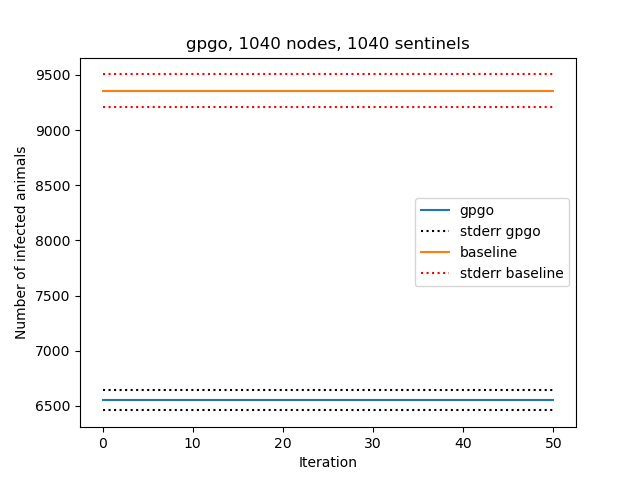 gpgo, 1040 nodes, 1040 sentinels
9500
9000
8500
8000
7500
7000
6500
Number of infected animals
gpgo
stderr gpgo
baseline
stderr baseline
0 10 20 30 40 50
Iteration